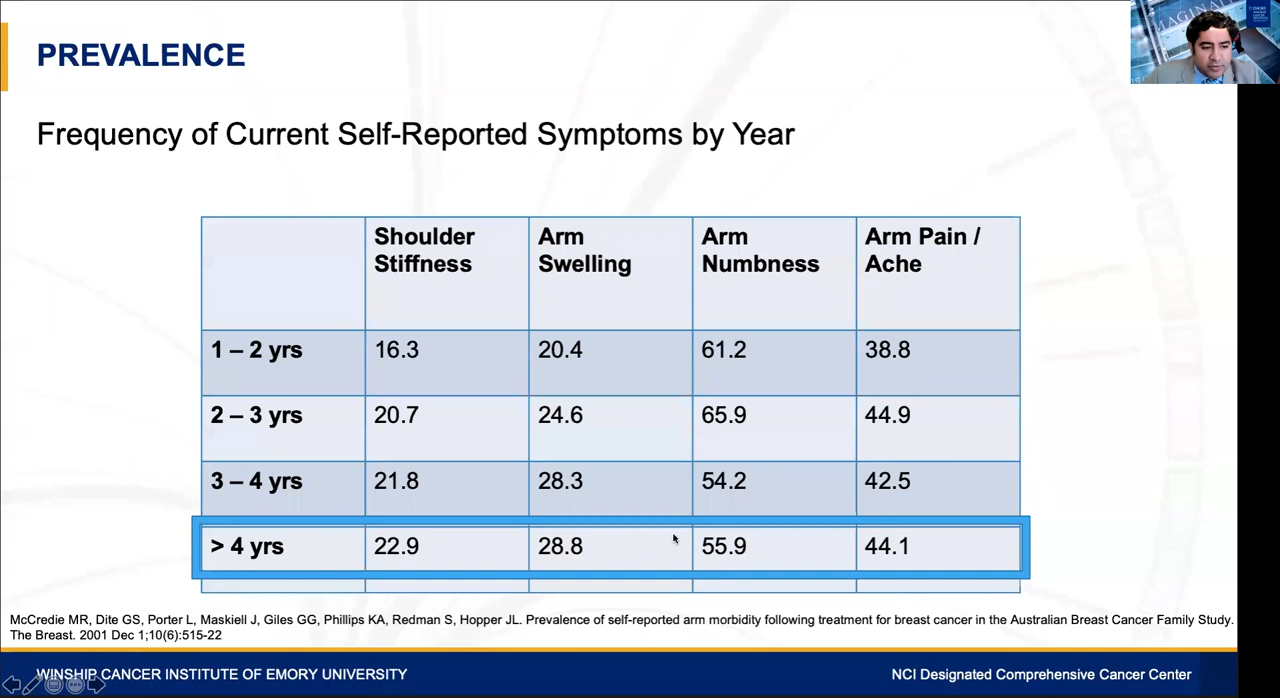 PREVALENCE
Frequency of Current Self-Reported Symptoms by Year
Shoulder Stiffness Arm Swelling Arm Numbness Arm Pain / Ache
1 – 2 yrs 16.3 20.4 61.2 38.8
2 – 3 yrs 20.7 24.6 65.9 44.9
3 – 4 yrs 21.8 28.3 54.2 42.5
> 4 yrs 22.9 28.8 55.9 44.1
McCredie MR, Dite GS, Porter L, Maskiell J, Giles GG, Phillips KA, Redman S, Hopper JL. Prevalence of self-reported arm morbidity following treatment for breast cancer in the Australian Breast Cancer Family Study.
The Breast. 2001 Dec 1;10(6):515-22
WINSHIP CANCER INSTITUTE OF EMORY UNIVERSITY
NCI Designated Comprehensive Cancer Center
EMORY